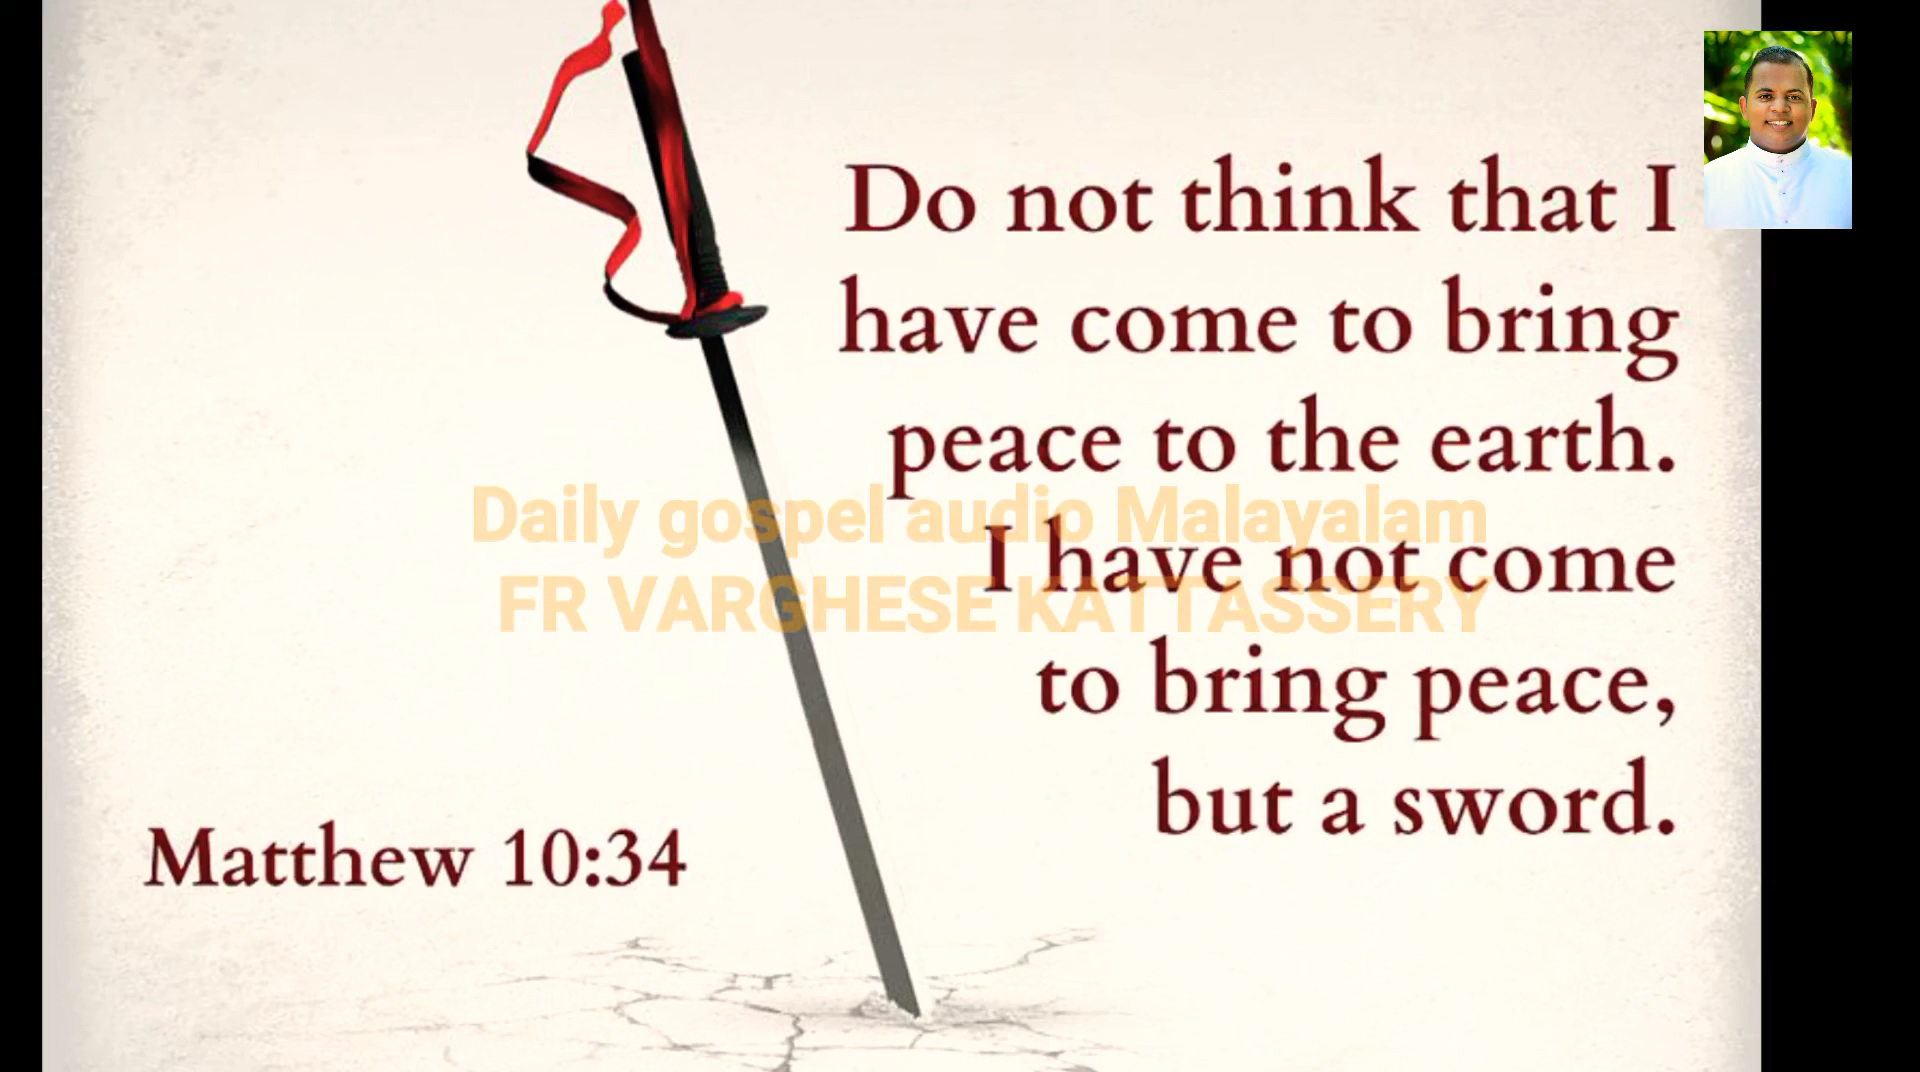 Do not think that I
have come to bring
peace to the earth.
Daily gospel audio Malayalam
I have not come
FR VARGHESE KATTASSERY
to bring peace,
but a sword.
Matthew 10:34